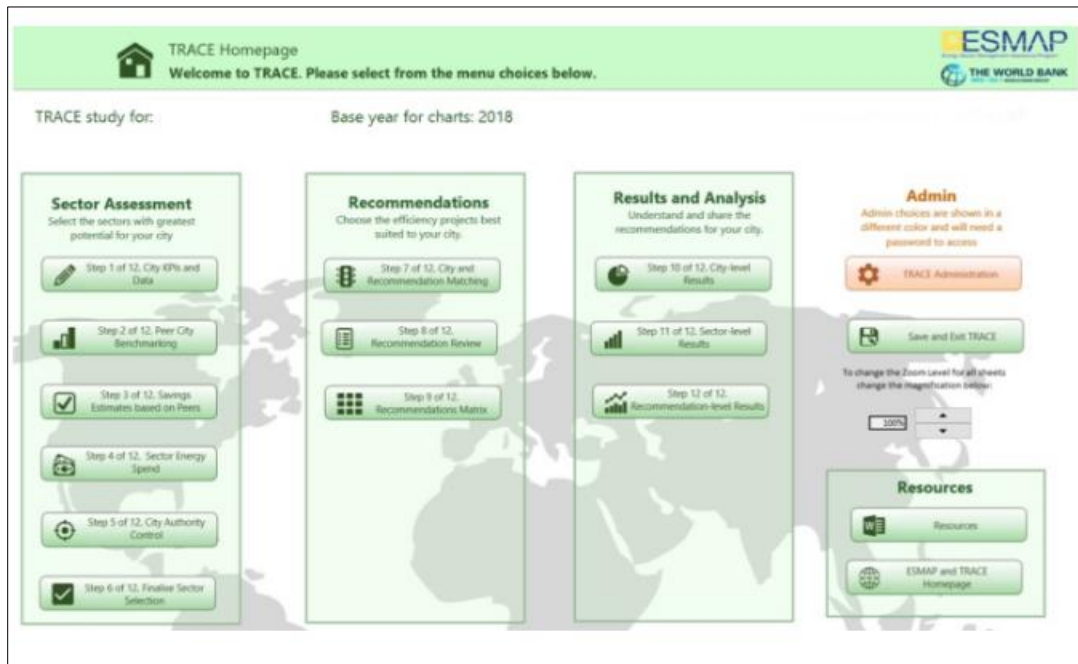 TRACE Homepage
Welcome to TRACE. Please select from the menu choices below.
ESMAP
Energy Sector Management Assistance Program
THE WORLD BANK
TRACE study for:
Base year for charts: 2018
Sector Assessment
Select the sectors with greatest
potential for your city
Step 1 of 12. City KPIs and
Data
Step 2 of 12. Peer City
Benchmarking
Step 3 of 12. Savings
Estimates based on Peers
Step 4 of 12. Sector Energy
Spend
Step 5 of 12. City Authority
Control
Step 6 of 12. Finalise Sector
Selection
Recommendations
Choose the efficiency projects best
suited to your city.
Step 7 of 12. City and
Recommendation Matching
Step 8 of 12.
Recommendation Review
Step 9 of 12.
Recommendations Matrix
Results and Analysis
Understand and share the
recommendations for your city.
Step 10 of 12. City-level
Results
Step 11 of 12. Sector-level
Results
Step 12 of 12.
Recommendation-level Results
Admin
Admin choices are shown in a
different color and will need a
password to access
TRACE Administration
Save and Exit TRACE
To change the Zoom Level for all sheets
change the magnification below:
100%
Resources
Resources
ESMAP and TRACE
Homepage